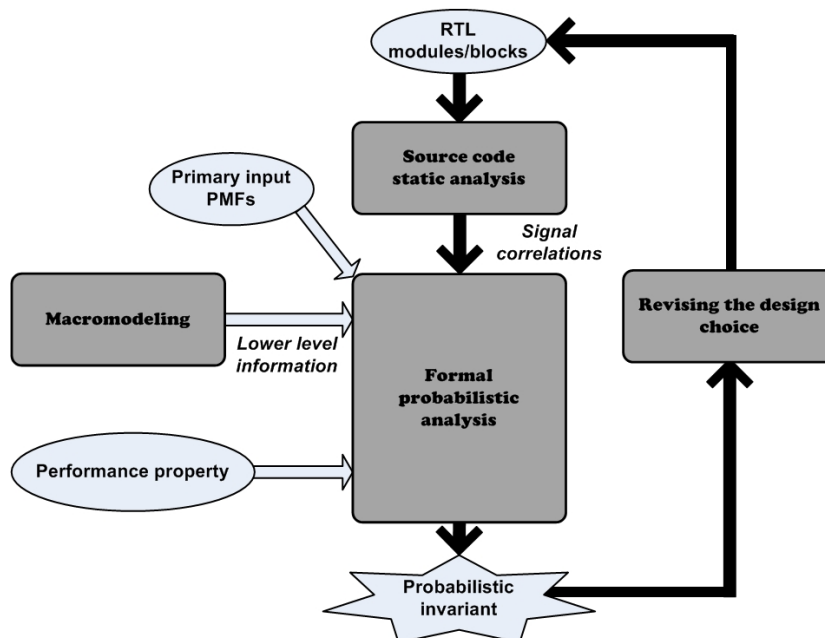 RTL
modules/blocks
Source code
static analysis
Primary input
PMFs
Signal
correlations
Macromodeling
Lower level
information
Revising the design
choice
Formal
probabilistic
analysis
Performance property
Probabilistic
invariant